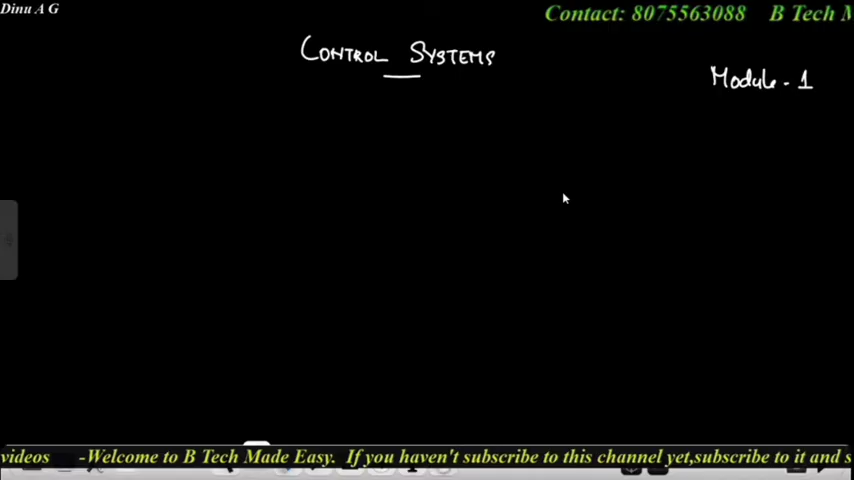 Dinu A G
Contact: 8075563088 B Tech M
CONTROL SYSTEMS
Module - 1
videos -Welcome to B Tech Made Easy. If you haven't subscribe to this channel yet,subscribe to it and s